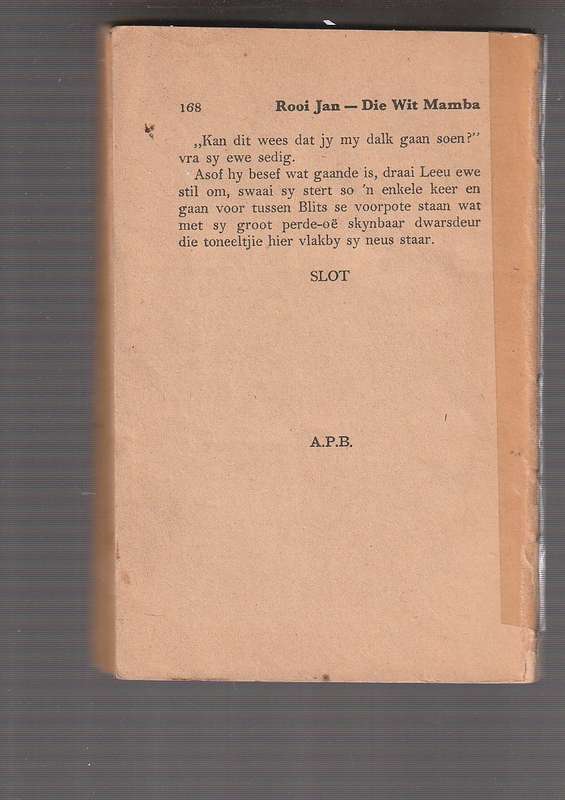 168 Rooi Jan — Die Wit Mamba
„Kan dit wees dat jy my dalk gaan soen?”
vra sy ewe sedig.
Asof hy besef wat gaande is, draai Leeu ewe
stil om, swaai sy stert so 'n enkele keer en
gaan voor tussen Blits se voorpote staan wat
met sy groot perde-oë skynbaar dwarsdeur
die toneeltjie hier vlakby sy neus staar.
SLOT
A.P.B.